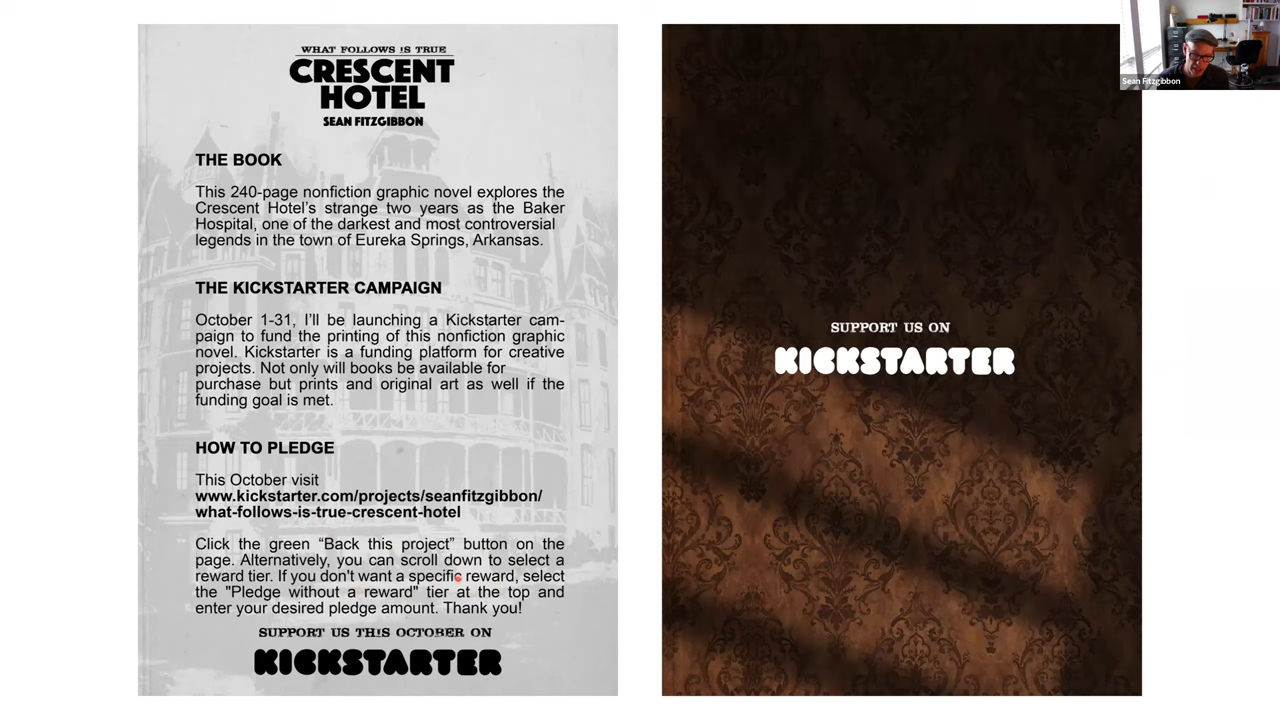 WHAT FOLLOWS IS TRUE
CRESCENT
HOTEL
SEAN FITZGIBBON
THE BOOK
This 240-page nonfiction graphic novel explores the
Crescent Hotel's strange two years as the Baker
Hospital, one of the darkest and most controversial
legends in the town of Eureka Springs, Arkansas.
THE KICKSTARTER CAMPAIGN
October 1-31, I'll be launching a Kickstarter cam-
paign to fund the printing of this nonfiction graphic
novel. Kickstarter is a funding platform for creative
projects. Not only will books be available for
purchase but prints and original art as well if the
funding goal is met.
HOW TO PLEDGE
This October visit
www.kickstarter.com/projects/seanfitzgibbon/
what-follows-is-true-crescent-hotel
Click the green “Back this project” button on the
page. Alternatively, you can scroll down to select a
reward tier. If you don't want a specific reward, select
the "Pledge without a reward" tier at the top and
enter your desired pledge amount. Thank you!
SUPPORT US THIS OCTOBER ON
KICKSTARTER
SUPPORT US ON
KICKSTARTER
Sean Fitzgibbon